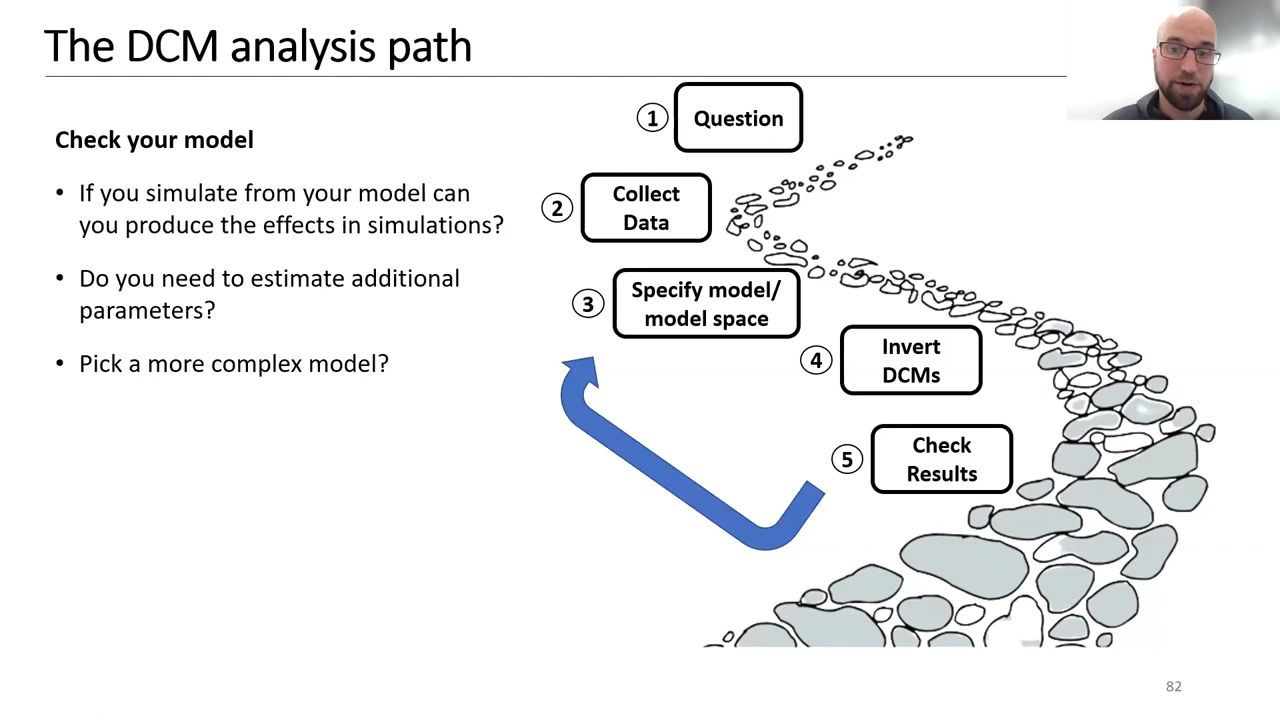 The DCM analysis path
Check your model
• If you simulate from your model can
you produce the effects in simulations?
• Do you need to estimate additional
parameters?
• Pick a more complex model?
1
Question
2
Collect
Data
3
Specify model/
model space
4
Invert
DCMs
5
Check
Results
82